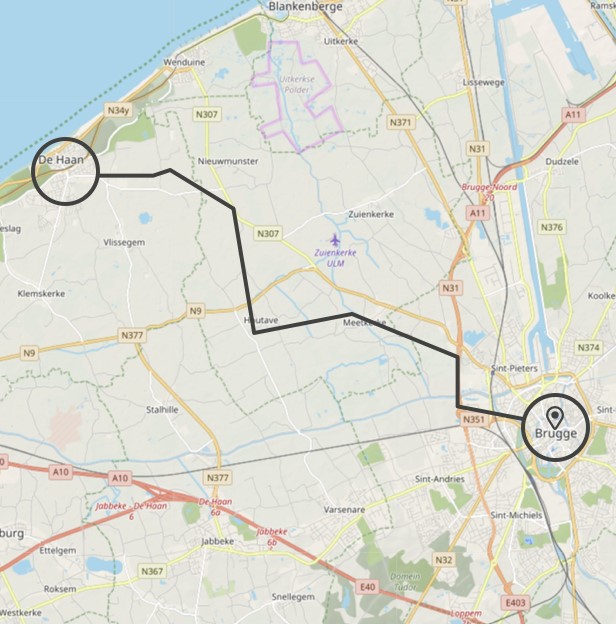 Blankenberge
Ramsk
Uitkerke
Wenduine
Uitkerkse
Polder
Lissewege
N34y
N307
N371
A11
N31
De Haan
Nieuwmunster
Dudzele
Brugge-Noord
A11
Zuienkerke
eslag
N307
N376
Vlissegem
Zuienkerke
ULM
N31
Klemskerke
Koolke
N9
Houtave
Meetkerke
N377
N374
N9
Sint-Pieters
Stalhille
N351
Sint-
Brugge
A10
A10
N377
Sint-Andries
Jabbeke - De Haan
6
De Haan
6a
Varsenare
Sint-Michiels
burg
Jabbeke
6b
Jabbeke
Ettelgem
N32
N367
Domein
Tudor
Roksem
E40
Snellegem
E403
Westkerke
Loppem